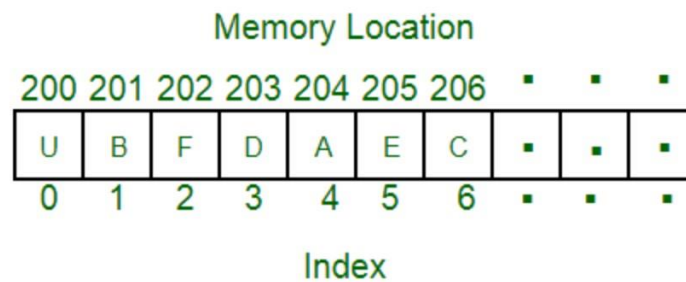 Memory Location
200 201 202 203 204 205 206 . . .
U B F D A E C . . .
0 1 2 3 4 5 6 . . .
Index